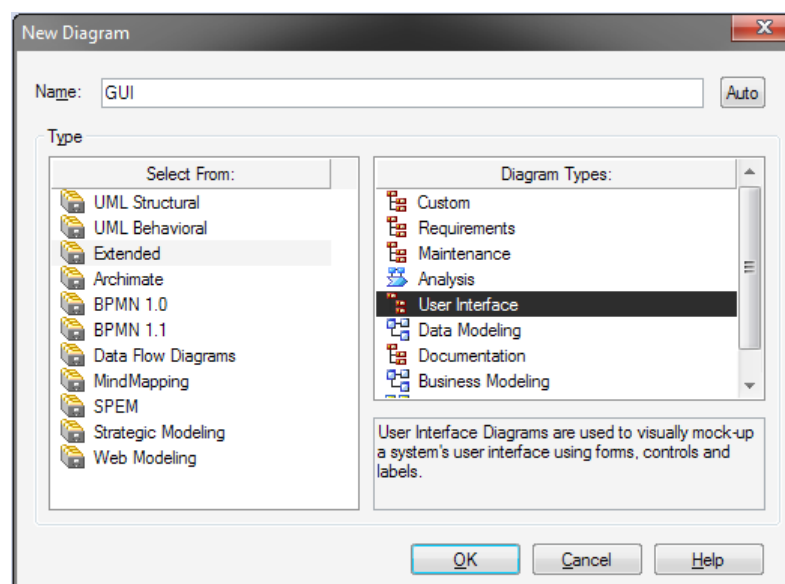 New Diagram
Name: GUI Auto
Type
Select From:
UML Structural
UML Behavioral
Extended
Archimate
BPMN 1.0
BPMN 1.1
Data Flow Diagrams
MindMapping
SPEM
Strategic Modeling
Web Modeling
Diagram Types:
Custom
Requirements
Maintenance
Analysis
User Interface
Data Modeling
Documentation
Business Modeling
User Interface Diagrams are used to visually mock-up
a system's user interface using forms, controls and
labels.
OK Cancel Help